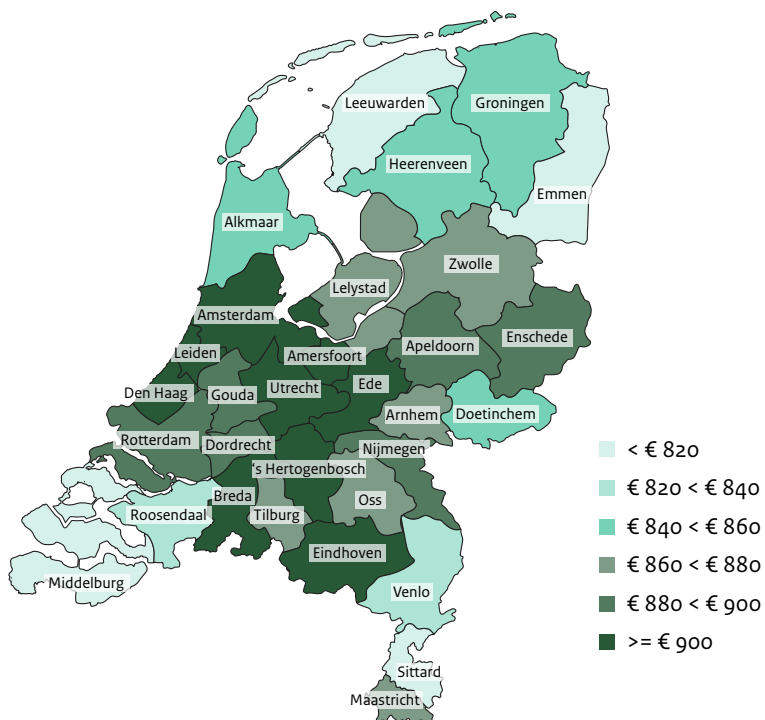 Leeuwarden
Groningen
Heerenveen
Emmen
Alkmaar
Zwolle
Lelystad
Amsterdam
Enschede
Apeldoorn
Leiden
Amersfoort
Ede
Utrecht
Den Haag
Gouda
Arnhem
Doetinchem
Rotterdam
Dordrecht
Nijmegen
's Hertogenbosch
Breda
Oss
Roosendaal
Tilburg
Eindhoven
Middelburg
Venlo
Sittard
Maastricht
< € 820
€ 820 < € 840
€ 840 < € 860
€ 860 < € 880
€ 880 < € 900
>= € 900